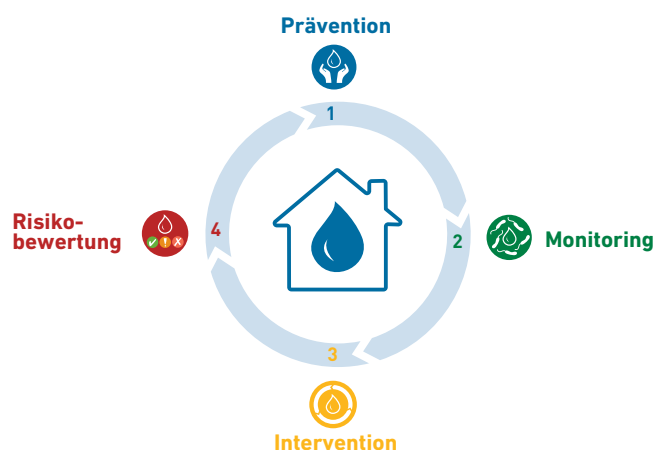 Prävention
1
Risiko-
bewertung
4
2
Monitoring
3
Intervention